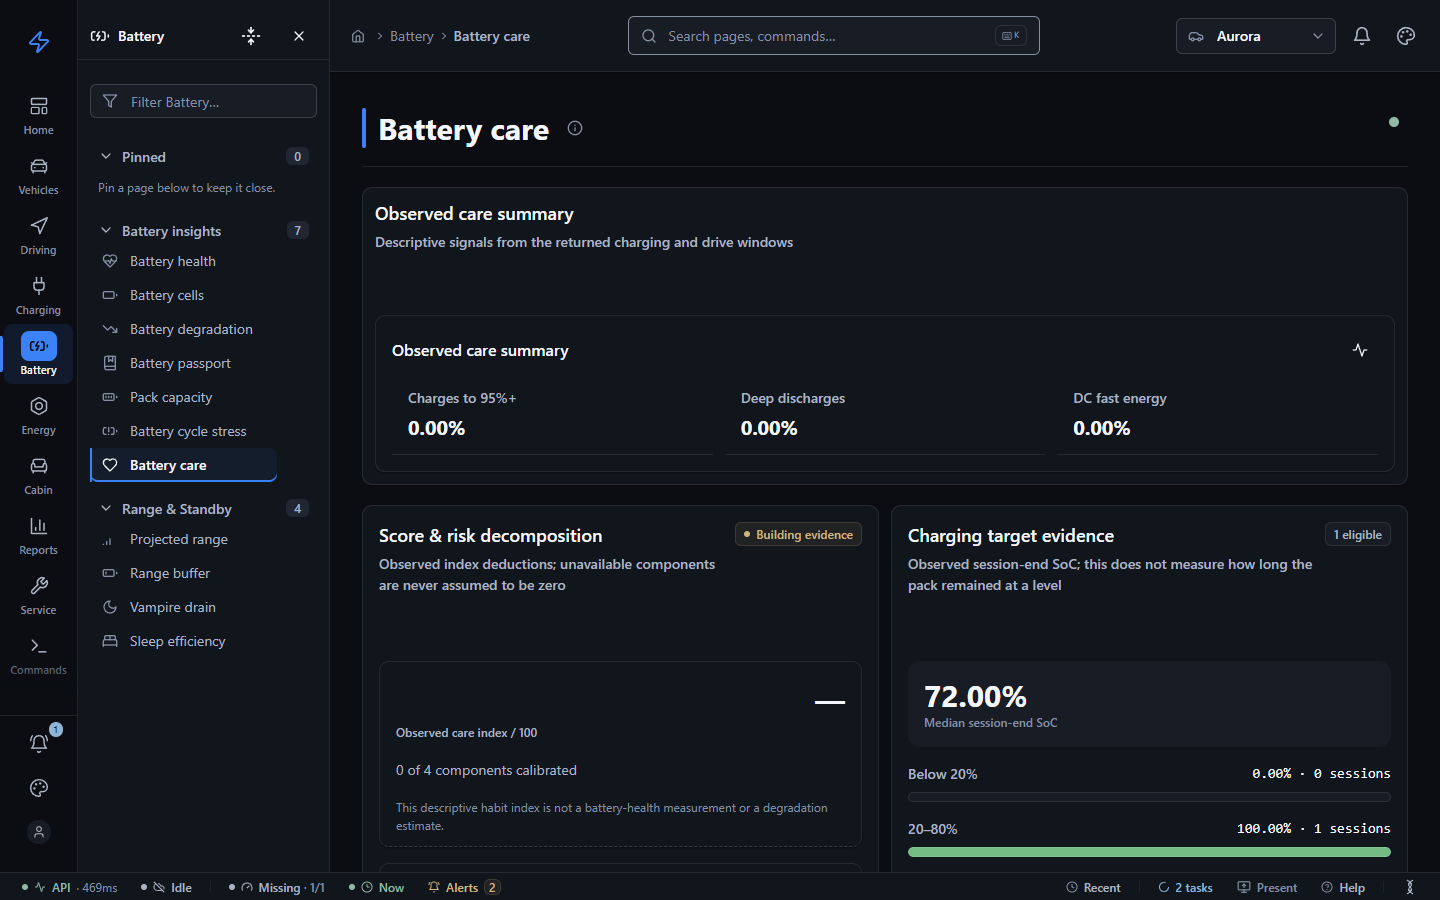 Home
Vehicles
Driving
Charging
Battery
Energy
Cabin
Reports
Service
Commands
1
Battery
Filter Battery...
Pinned 0
Pin a page below to keep it close.
Battery insights 7
Battery health
Battery cells
Battery degradation
Battery passport
Pack capacity
Battery cycle stress
Battery care
Range & Standby 4
Projected range
Range buffer
Vampire drain
Sleep efficiency
Battery Battery care
Search pages, commands... K
Aurora
Battery care
Observed care summary
Descriptive signals from the returned charging and drive windows
Observed care summary
Charges to 95%+ Deep discharges DC fast energy
0.00% 0.00% 0.00%
Score & risk decomposition Building evidence
Observed index deductions; unavailable components
are never assumed to be zero
—
Observed care index / 100
0 of 4 components calibrated
This descriptive habit index is not a battery-health measurement or a degradation
estimate.
Charging target evidence 1 eligible
Observed session-end SoC; this does not measure how long the
pack remained at a level
72.00%
Median session-end SoC
Below 20% 0.00% · 0 sessions
20–80% 100.00% · 1 sessions
API · 469ms Idle Missing · 1/1 Now Alerts 2 Recent 2 tasks Present Help